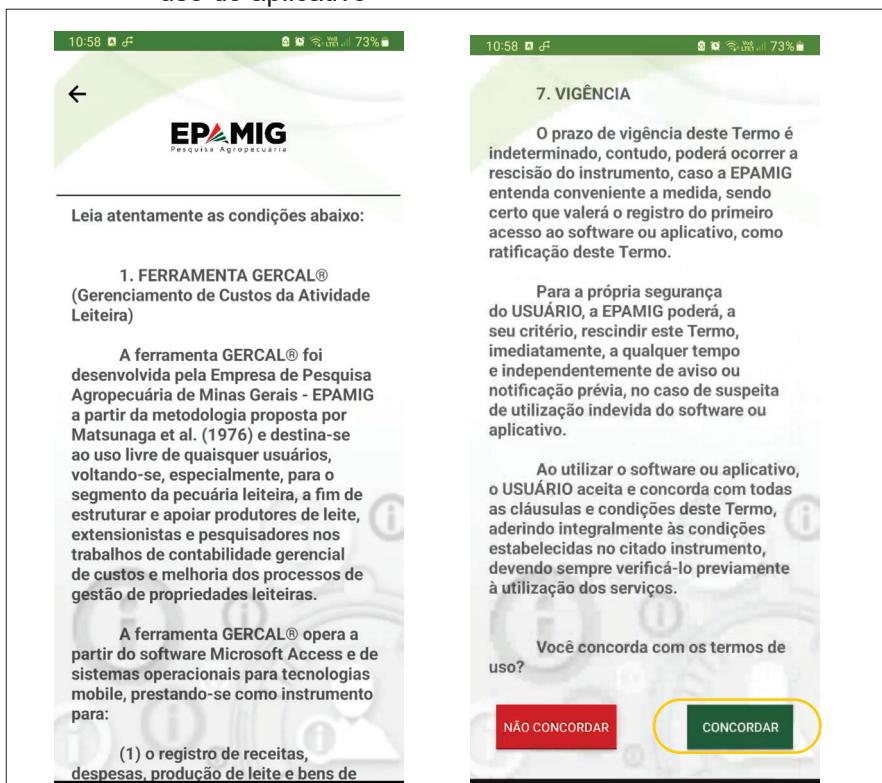 uso do aplicativo
10:58
73%
EPAMIG
Pesquisa Agropecuária
Leia atentamente as condições abaixo:
1. FERRAMENTA GERCAL®
(Gerenciamento de Custos da Atividade
Leiteira)
A ferramenta GERCAL® foi
desenvolvida pela Empresa de Pesquisa
Agropecuária de Minas Gerais - EPAMIG
a partir da metodologia proposta por
Matsunaga et al. (1976) e destina-se
ao uso livre de quaisquer usuários,
voltando-se, especialmente, para o
segmento da pecuária leiteira, a fim de
estruturar e apoiar produtores de leite,
extensionistas e pesquisadores nos
trabalhos de contabilidade gerencial
de custos e melhoria dos processos de
gestão de propriedades leiteiras.
A ferramenta GERCAL® opera a
partir do software Microsoft Access e de
sistemas operacionais para tecnologias
mobile, prestando-se como instrumento
para:
(1) o registro de receitas,
despesas, produção de leite e bens de
10:58
73%
7. VIGÊNCIA
O prazo de vigência deste Termo é
indeterminado, contudo, poderá ocorrer a
rescisão do instrumento, caso a EPAMIG
entenda conveniente a medida, sendo
certo que valerá o registro do primeiro
acesso ao software ou aplicativo, como
ratificação deste Termo.
Para a própria segurança
do USUÁRIO, a EPAMIG poderá, a
seu critério, rescindir este Termo,
imediatamente, a qualquer tempo
e independentemente de aviso ou
notificação prévia, no caso de suspeita
de utilização indevida do software ou
aplicativo.
Ao utilizar o software ou aplicativo,
o USUÁRIO aceita e concorda com todas
as cláusulas e condições deste Termo,
aderindo integralmente às condições
estabelecidas no citado instrumento,
devendo sempre verificá-lo previamente
à utilização dos serviços.
Você concorda com os termos de
uso?
NÃO CONCORDAR
CONCORDAR